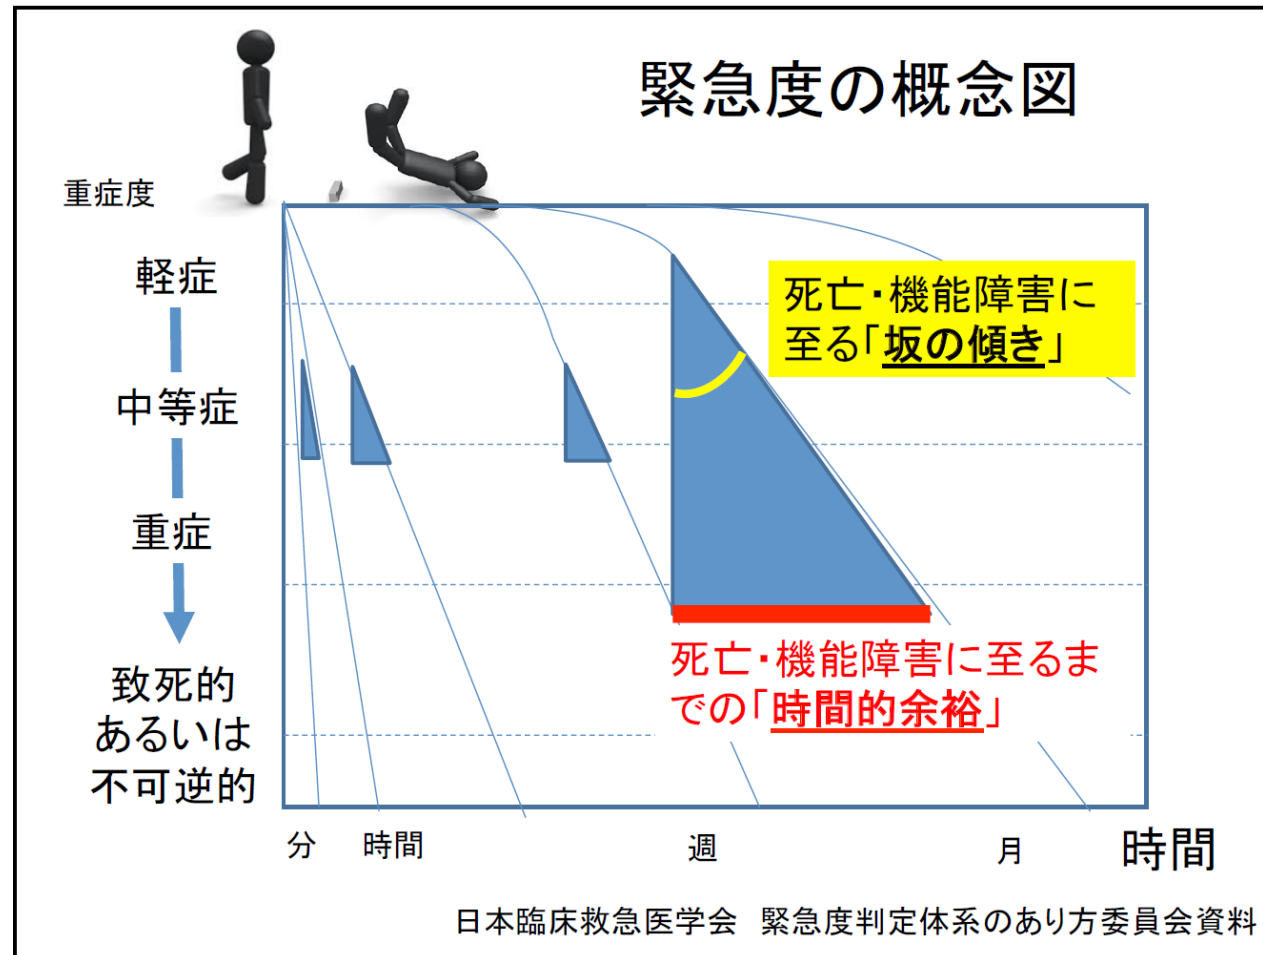 緊急度の概念図
重症度
軽症
中等症
重症
致死的
あるいは
不可逆的
死亡・機能障害に
至る「坂の傾き」
死亡・機能障害に至るま
での「時間的余裕」
分
時間
週
月
時間
日本臨床救急医学会 緊急度判定体系のあり方委員会資料